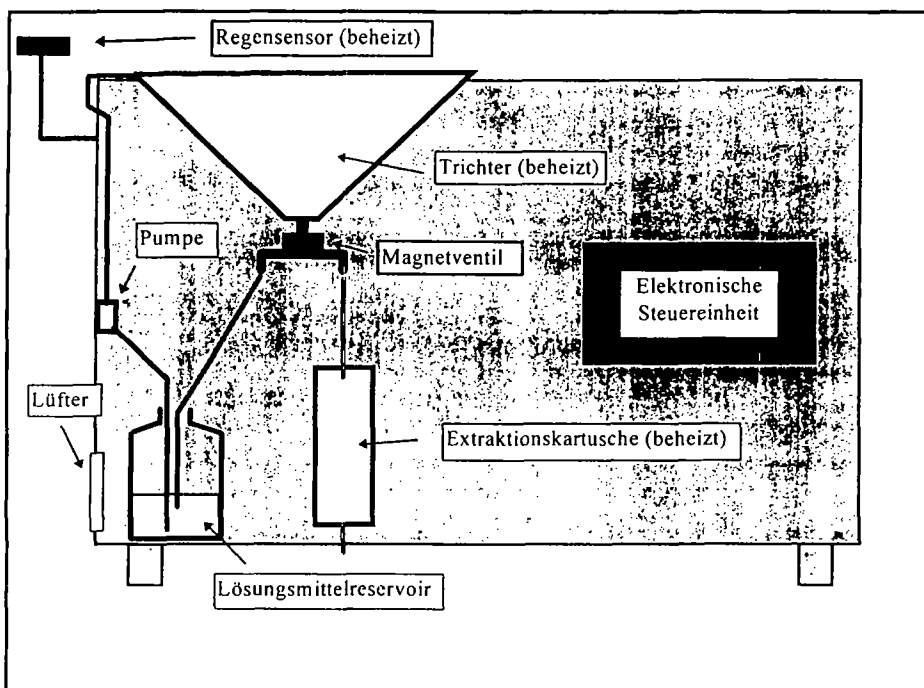 Regensensor (beheizt)
Trichter (beheizt)
Pumpe
Magnetventil
Elektronische
Steuereinheit
Lüfter
Extraktionskartusche (beheizt)
Lösungsmittelreservoir